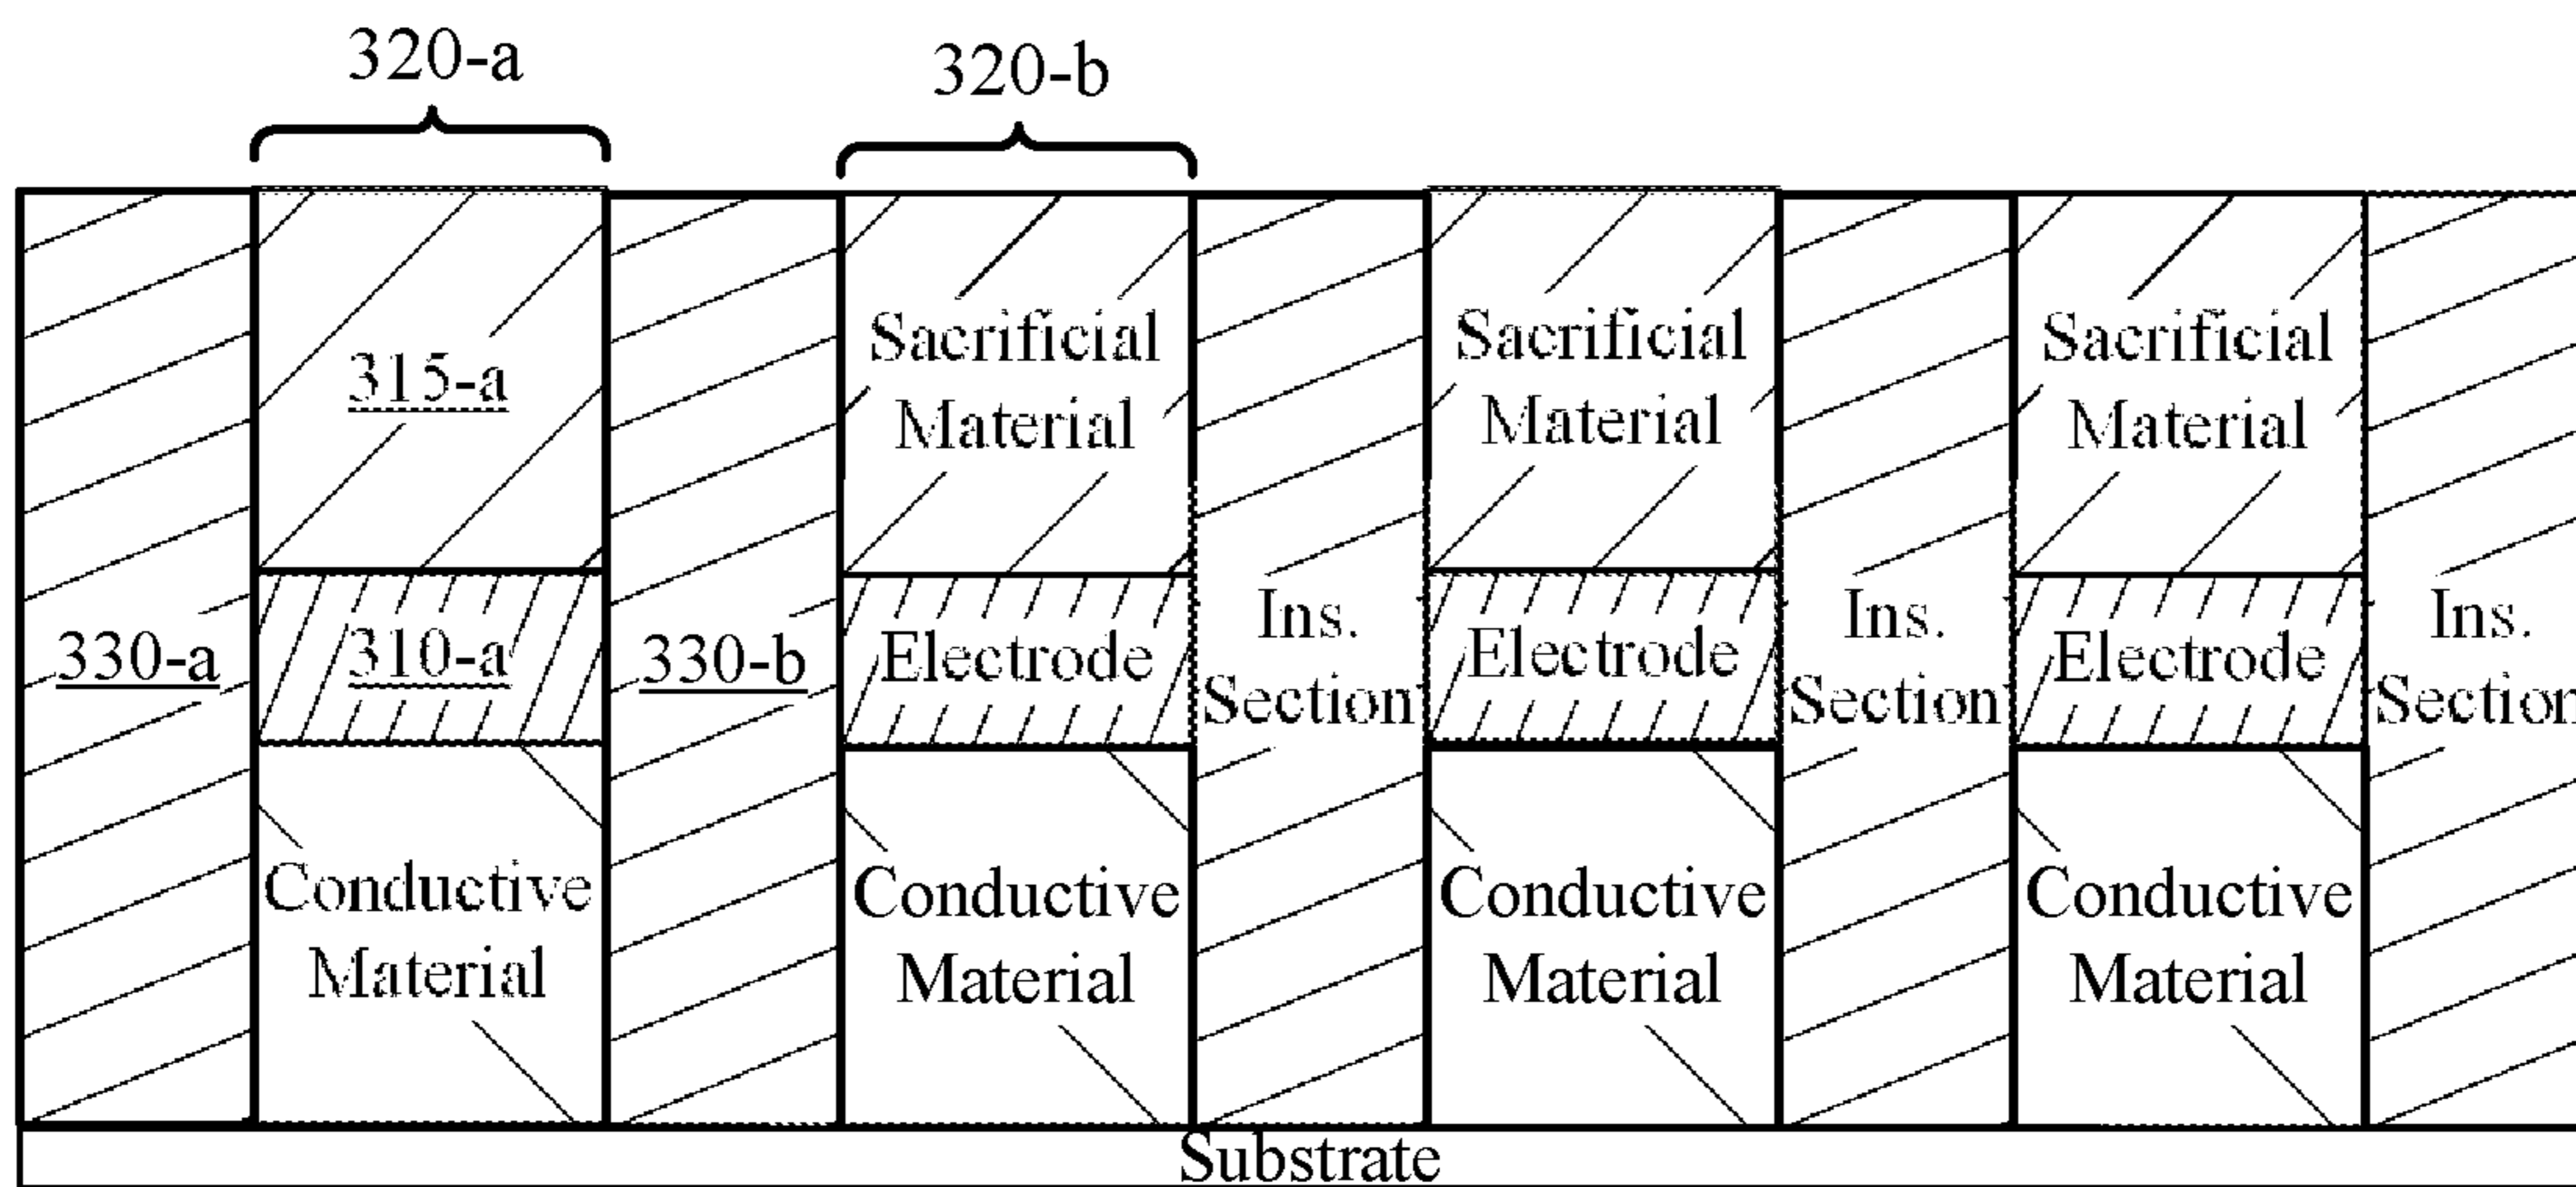 320-a
320-b
315-a
Sacrificial
Material
Sacrificial
Material
Sacrificial
Material
330-a
310-a
330-b
Electrode
Ins.
Section
Electrode
Ins.
Section
Electrode
Ins.
Section
Conductive
Material
Conductive
Material
Conductive
Material
Conductive
Material
Substrate